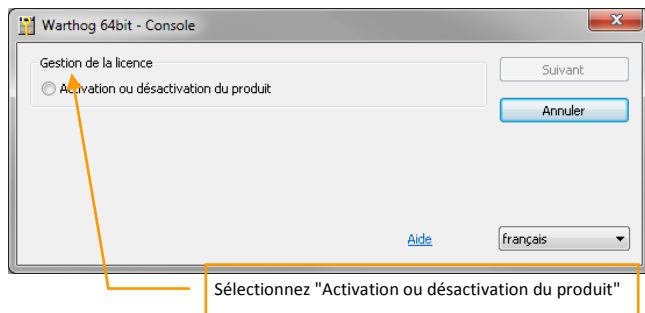 Warthog 64bit - Console
Gestion de la licence
Activation ou désactivation du produit
Suivant
Annuler
Aide
français
Sélectionnez "Activation ou désactivation du produit"